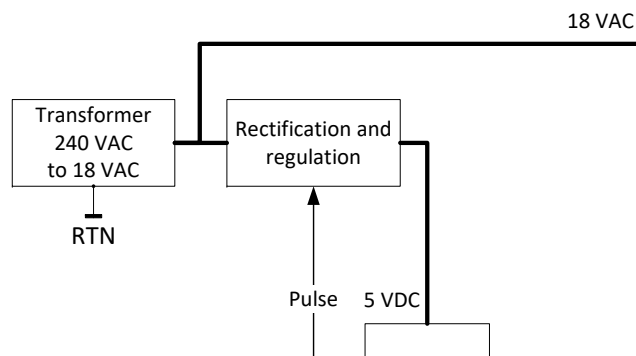 18 VAC
Transformer
240 VAC
to 18 VAC
Rectification and
regulation
RTN
Pulse
5 VDC